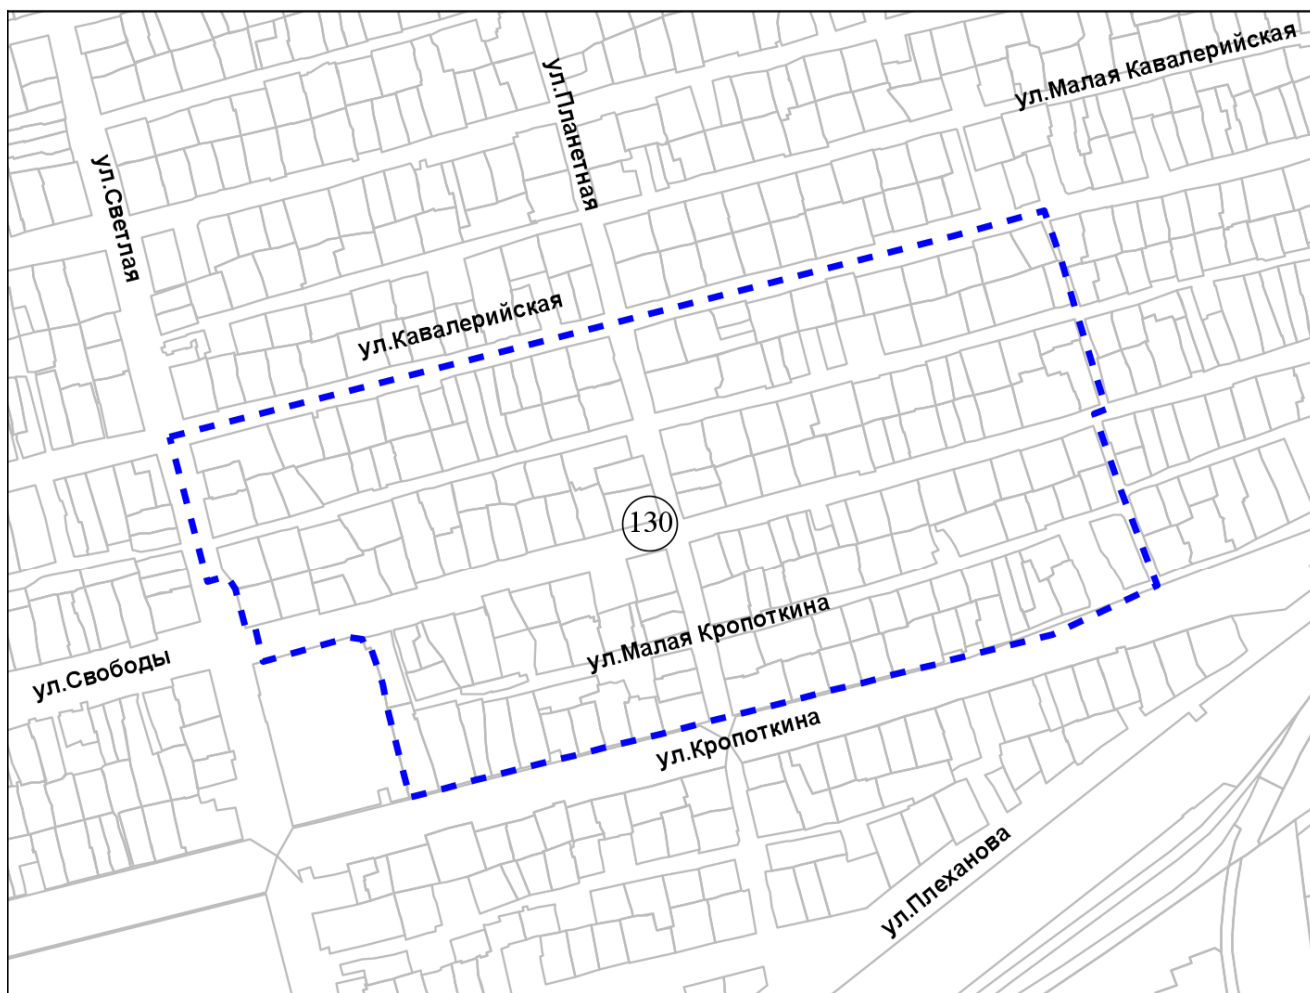 ул.Малая Кавалерийская
ул.Планетная
ул.Светлая
ул.Кавалерийская
130
ул.Малая Кропоткина
ул.Свободы
ул.Кропоткина
ул.Плеханова